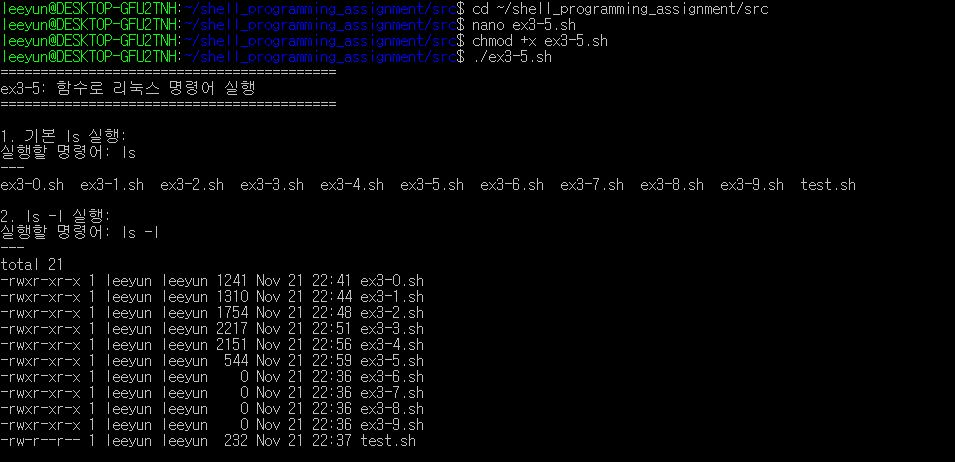 leeyun@DESKTOP-GFU2TNH:~/shell_programming_assignment/src$ cd ~/shell_programming_assignment/src
leeyun@DESKTOP-GFU2TNH:~/shell_programming_assignment/src$ nano ex3-5.sh
leeyun@DESKTOP-GFU2TNH:~/shell_programming_assignment/src$ chmod +x ex3-5.sh
leeyun@DESKTOP-GFU2TNH:~/shell_programming_assignment/src$ ./ex3-5.sh
==========================================
ex3-5: 함수로 리눅스 명령어 실행
==========================================
1. 기본 ls 실행:
실행할 명령어: ls
---
ex3-0.sh  ex3-1.sh  ex3-2.sh  ex3-3.sh  ex3-4.sh  ex3-5.sh  ex3-6.sh  ex3-7.sh  ex3-8.sh  ex3-9.sh  test.sh
2. ls -l 실행:
실행할 명령어: ls -l
---
total 21
-rwxr-xr-x 1 leeyun leeyun 1241 Nov 21 22:41 ex3-0.sh
-rwxr-xr-x 1 leeyun leeyun 1310 Nov 21 22:44 ex3-1.sh
-rwxr-xr-x 1 leeyun leeyun 1754 Nov 21 22:48 ex3-2.sh
-rwxr-xr-x 1 leeyun leeyun 2217 Nov 21 22:51 ex3-3.sh
-rwxr-xr-x 1 leeyun leeyun 2151 Nov 21 22:56 ex3-4.sh
-rwxr-xr-x 1 leeyun leeyun  544 Nov 21 22:59 ex3-5.sh
-rwxr-xr-x 1 leeyun leeyun    0 Nov 21 22:36 ex3-6.sh
-rwxr-xr-x 1 leeyun leeyun    0 Nov 21 22:36 ex3-7.sh
-rwxr-xr-x 1 leeyun leeyun    0 Nov 21 22:36 ex3-8.sh
-rwxr-xr-x 1 leeyun leeyun    0 Nov 21 22:36 ex3-9.sh
-rw-r--r-- 1 leeyun leeyun  232 Nov 21 22:37 test.sh